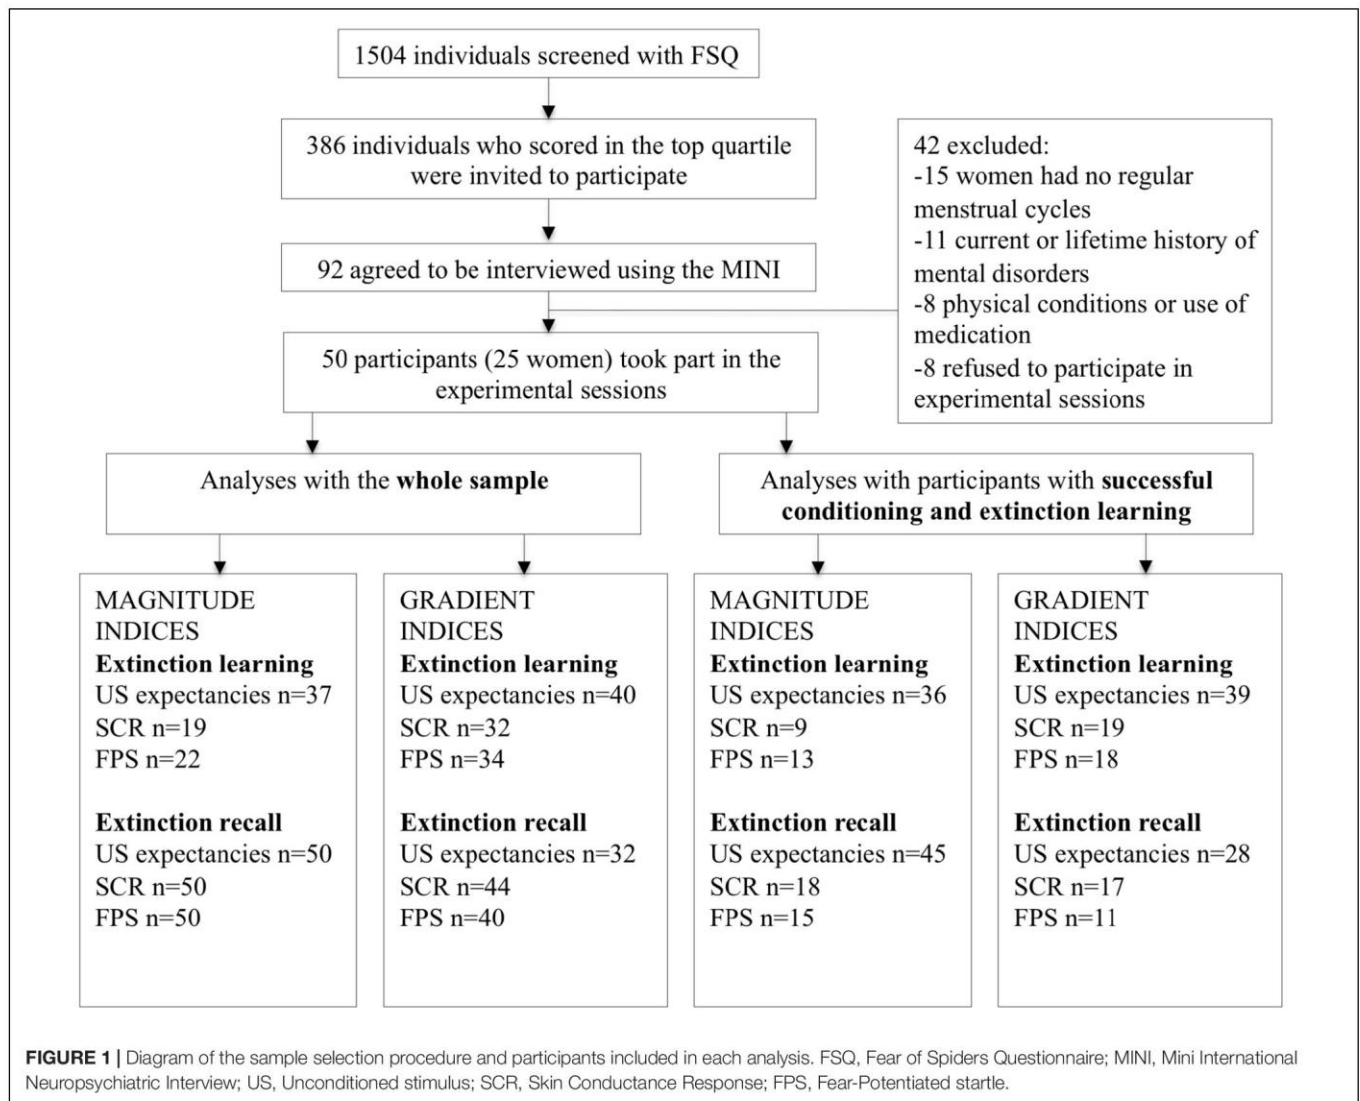 1504 individuals screened with FSQ
386 individuals who scored in the top quartile
were invited to participate
42 excluded:
-15 women had no regular
menstrual cycles
-11 current or lifetime history of
mental disorders
-8 physical conditions or use of
medication
-8 refused to participate in
experimental sessions
92 agreed to be interviewed using the MINI
50 participants (25 women) took part in the
experimental sessions
Analyses with the whole sample
Analyses with participants with successful
conditioning and extinction learning
MAGNITUDE
INDICES
Extinction learning
US expectancies n=37
SCR n=19
FPS n=22
Extinction recall
US expectancies n=50
SCR n=50
FPS n=50
GRADIENT
INDICES
Extinction learning
US expectancies n=40
SCR n=32
FPS n=34
Extinction recall
US expectancies n=32
SCR n=44
FPS n=40
MAGNITUDE
INDICES
Extinction learning
US expectancies n=36
SCR n=9
FPS n=13
Extinction recall
US expectancies n=45
SCR n=18
FPS n=15
GRADIENT
INDICES
Extinction learning
US expectancies n=39
SCR n=19
FPS n=18
Extinction recall
US expectancies n=28
SCR n=17
FPS n=11
FIGURE 1 | Diagram of the sample selection procedure and participants included in each analysis. FSQ, Fear of Spiders Questionnaire; MINI, Mini International
Neuropsychiatric Interview; US, Unconditioned stimulus; SCR, Skin Conductance Response; FPS, Fear-Potentiated startle.